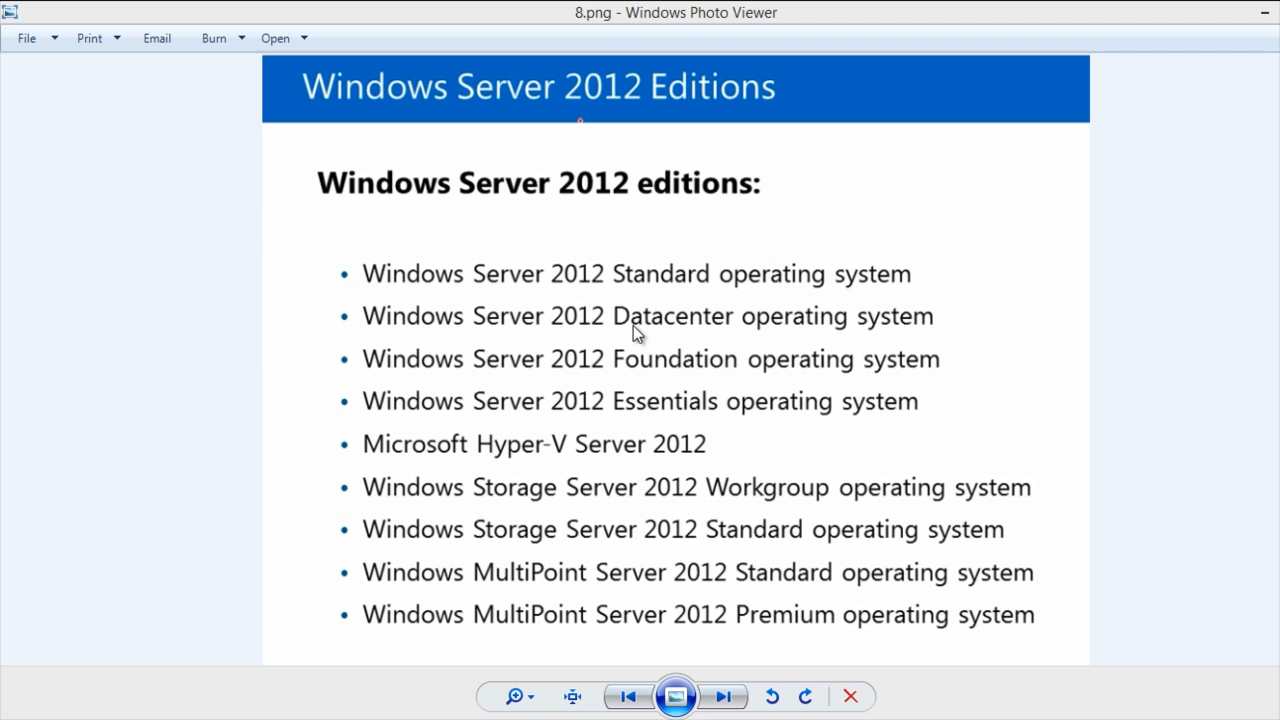 8.png - Windows Photo Viewer
File Print Email Burn Open
Windows Server 2012 Editions
Windows Server 2012 editions:
• Windows Server 2012 Standard operating system
• Windows Server 2012 Datacenter operating system
• Windows Server 2012 Foundation operating system
• Windows Server 2012 Essentials operating system
• Microsoft Hyper-V Server 2012
• Windows Storage Server 2012 Workgroup operating system
• Windows Storage Server 2012 Standard operating system
• Windows MultiPoint Server 2012 Standard operating system
• Windows MultiPoint Server 2012 Premium operating system